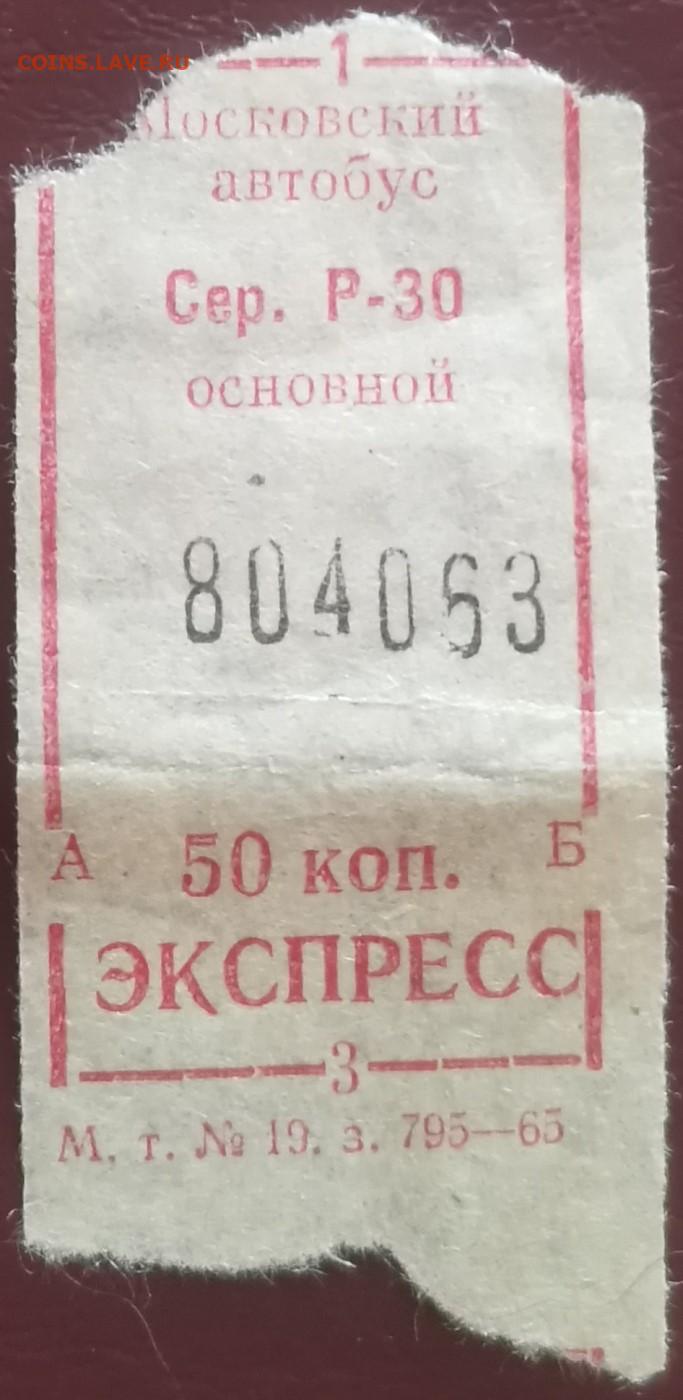 COINS.LAVE.RU
1
Московский
автобус
Сер. Р-30
основной
804063
А 50 коп. Б
ЭКСПРЕСС
3
М. т. № 19. з. 795—65